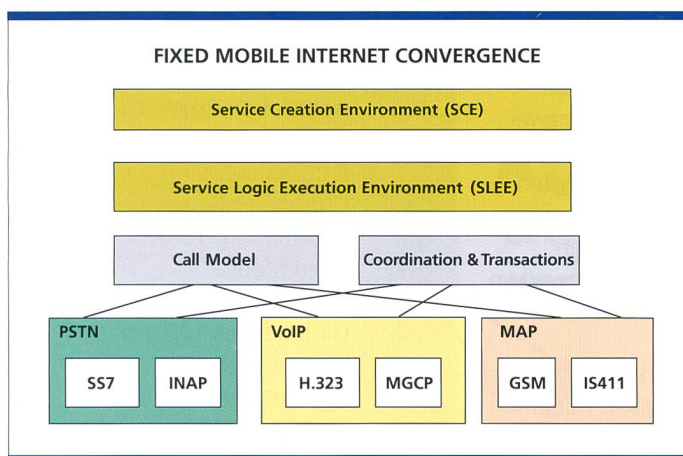 FIXED MOBILE INTERNET CONVERGENCE
Service Creation Environment (SCE)
Service Logic Execution Environment (SLEE)
Call Model
Coordination & Transactions
PSTN
SS7
INAP
VoIP
H.323
MGCP
MAP
GSM
IS411